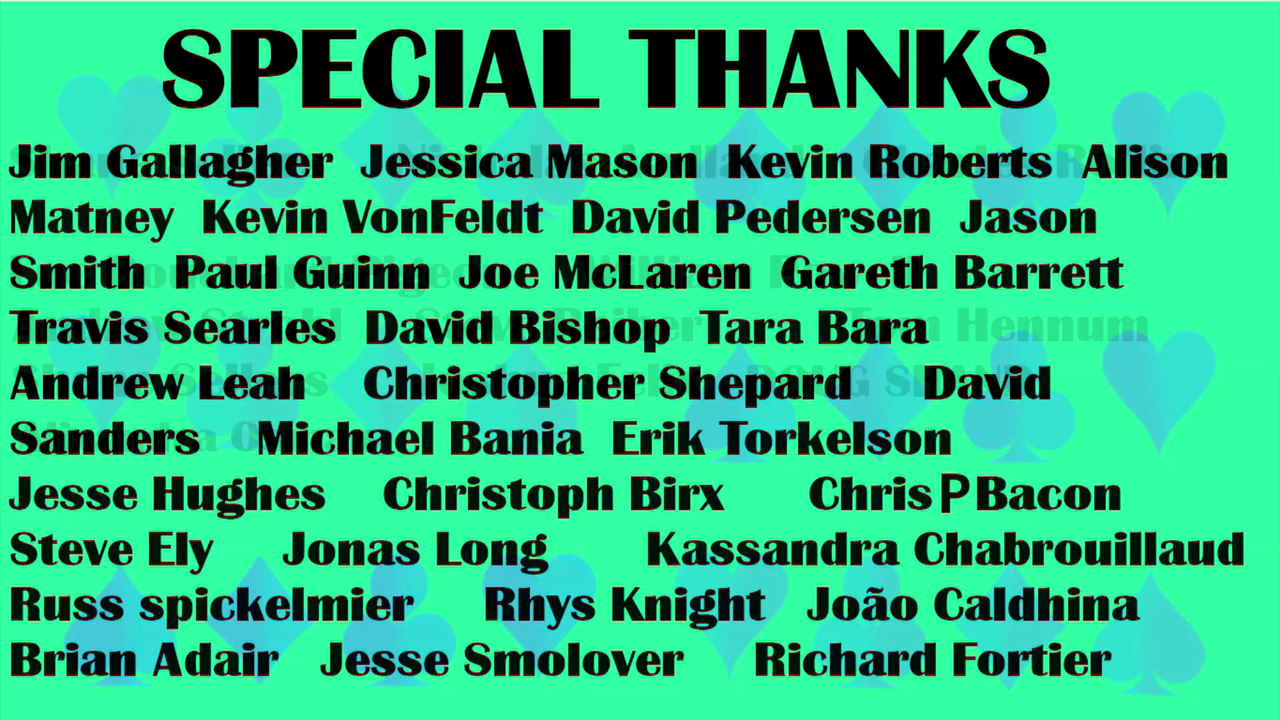 SPECIAL THANKS
Jim Gallagher Jessica Mason Kevin Roberts Alison
Matney Kevin VonFeldt David Pedersen Jason
Smith Paul Guinn Joe McLaren Gareth Barrett
Travis Searles David Bishop Tara Bara
Andrew Leah Christopher Shepard David
Sanders Michael Bania Erik Torkelson
Jesse Hughes Christoph Birx Chris P Bacon
Steve Ely Jonas Long Kassandra Chabrouillaud
Russ spickelmier Rhys Knight João Caldhina
Brian Adair Jesse Smolover Richard Fortier